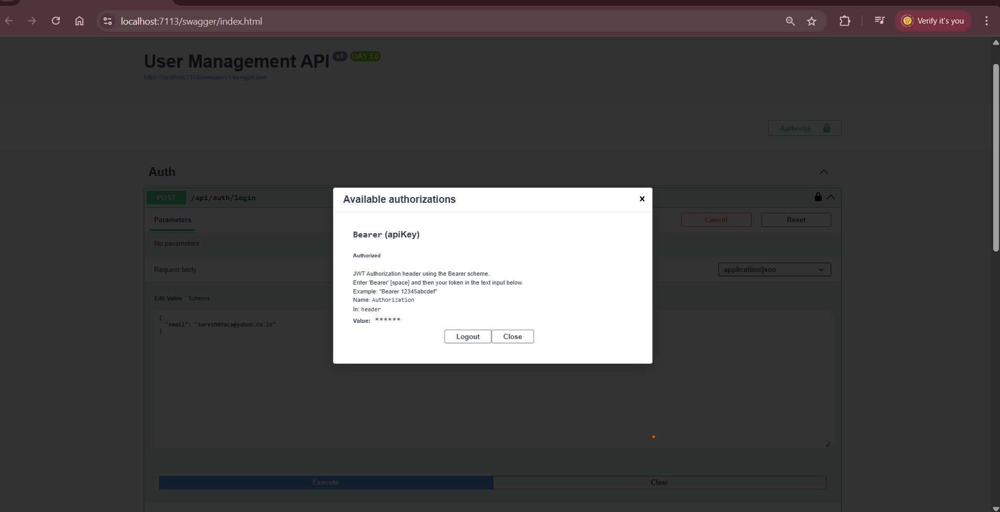 localhost:7113/swagger/index.html
Verify it's you
User Management API v1 OAS 3.0
https://localhost:7113/swagger/v1/swagger.json
Authorize
Auth
POST /api/auth/login
Parameters
Cancel
Reset
No parameters
Request body
application/json
Edit Value | Schema
{
"email": "suresh07mca@yahoo.co.in"
}
Execute
Clear
Available authorizations
Bearer (apiKey)
Authorized
JWT Authorization header using the Bearer scheme.
Enter 'Bearer' [space] and then your token in the text input below.
Example: "Bearer 12345abcdef"
Name: Authorization
In: header
Value: ******
Logout
Close